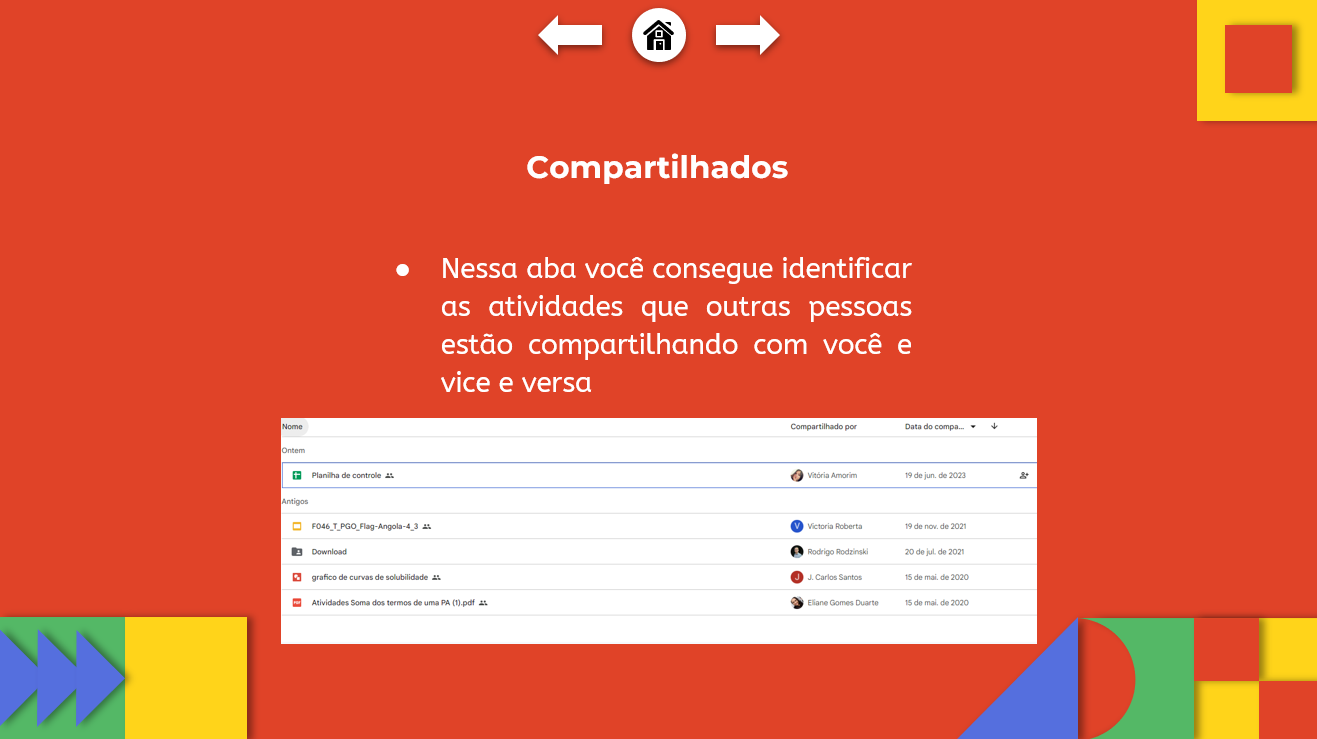 Compartilhados
● Nessa aba você consegue identificar
as atividades que outras pessoas
estão compartilhando com você e
vice e versa
Nome Compartilhado por Data do compa...
Ontem
Planilha de controle Vitória Amorim 19 de jun. de 2023
Antigos
F046_T_PGO_Flag-Angola-4_3 Victoria Roberta 19 de nov. de 2021
Download Rodrigo Rodzinski 20 de jul. de 2021
grafico de curvas de solubilidade J. Carlos Santos 15 de mai. de 2020
Atividades Soma dos termos de uma PA (1).pdf Eliane Gomes Duarte 15 de mai. de 2020